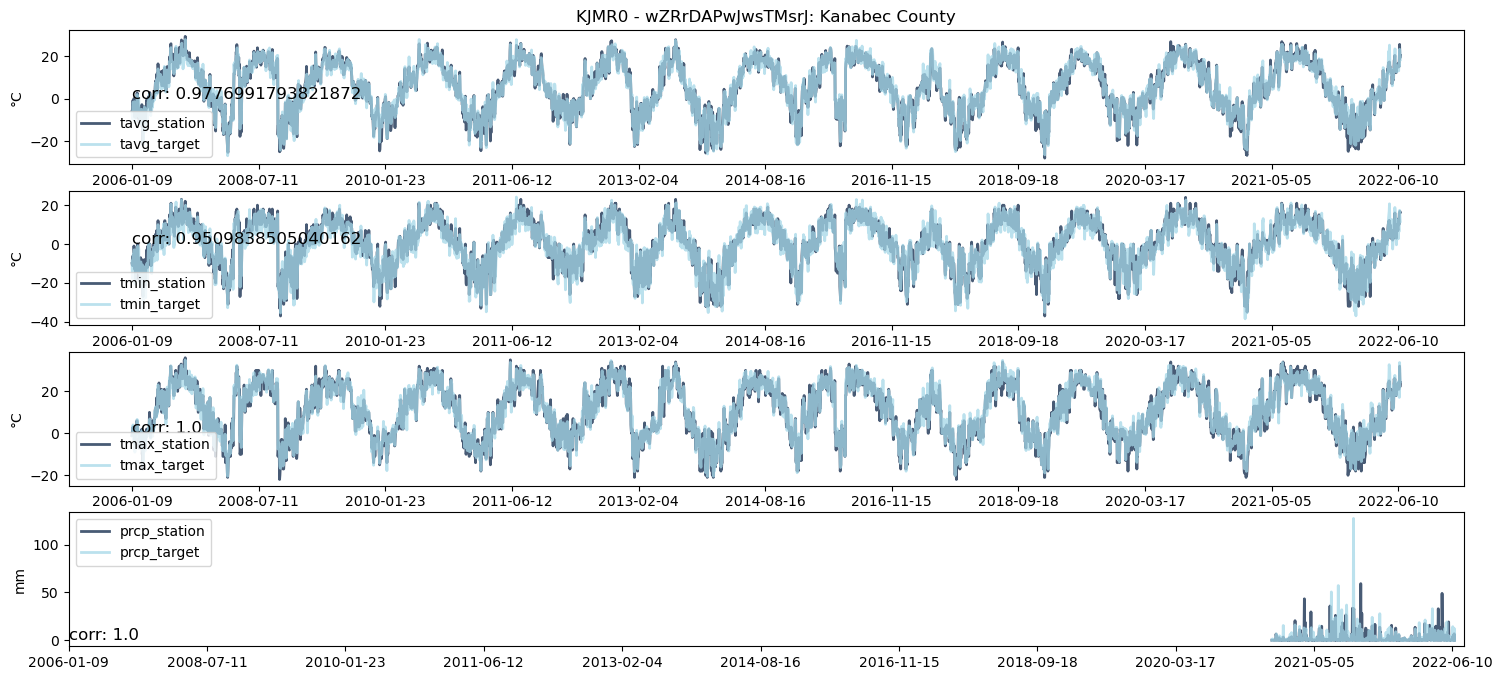 KJMR0 - wZRrDAPwJwsTMsrJ: Kanabec County
20
0
−20
°C
corr: 0.9776991793821872
tavg_station
tavg_target
2006-01-09 2008-07-11 2010-01-23 2011-06-12 2013-02-04 2014-08-16 2016-11-15 2018-09-18 2020-03-17 2021-05-05 2022-06-10
20
0
−20
−40
°C
corr: 0.9509838505040162
tmin_station
tmin_target
2006-01-09 2008-07-11 2010-01-23 2011-06-12 2013-02-04 2014-08-16 2016-11-15 2018-09-18 2020-03-17 2021-05-05 2022-06-10
20
0
−20
°C
corr: 1.0
tmax_station
tmax_target
2006-01-09 2008-07-11 2010-01-23 2011-06-12 2013-02-04 2014-08-16 2016-11-15 2018-09-18 2020-03-17 2021-05-05 2022-06-10
100
50
0
mm
prcp_station
prcp_target
corr: 1.0
2006-01-09 2008-07-11 2010-01-23 2011-06-12 2013-02-04 2014-08-16 2016-11-15 2018-09-18 2020-03-17 2021-05-05 2022-06-10